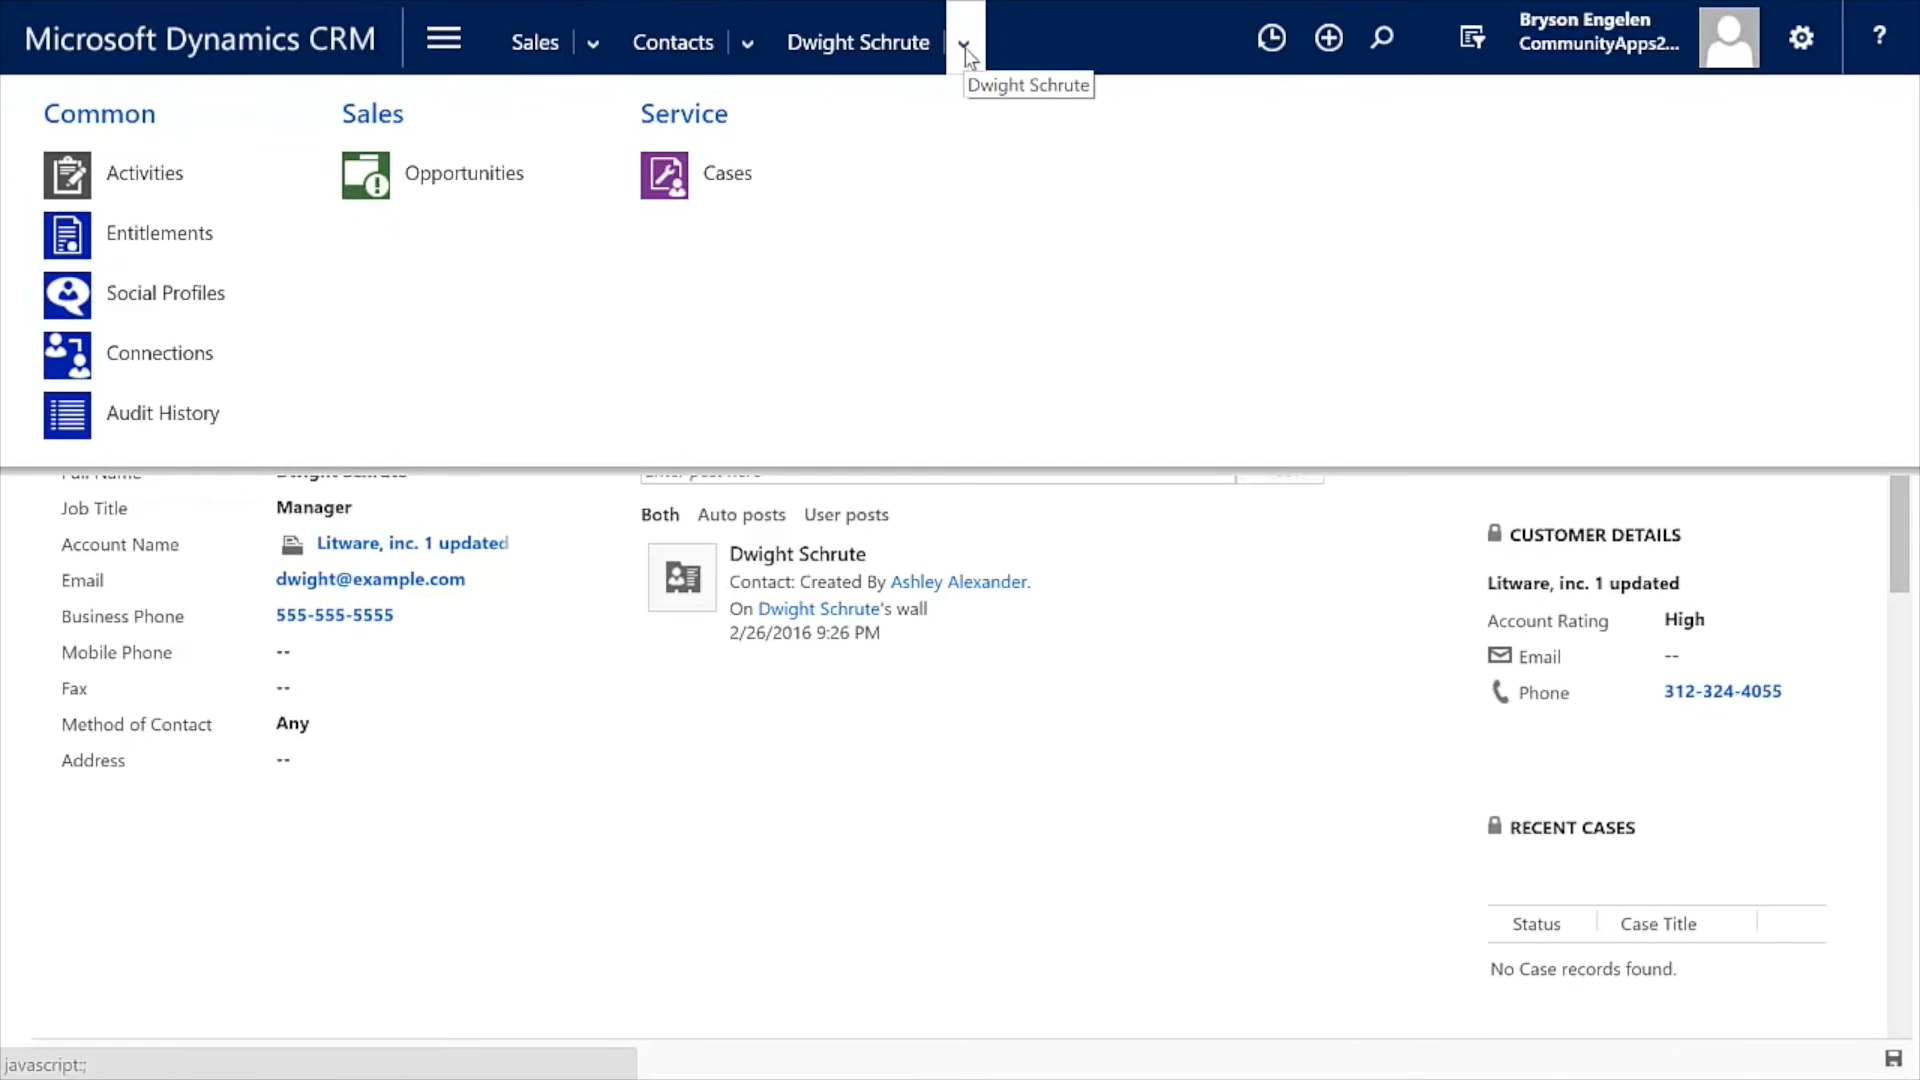 Microsoft Dynamics CRM
Sales
Contacts
Dwight Schrute
Bryson Engelen
CommunityApps2...
?
Dwight Schrute
Common
Sales
Service
Activities
Opportunities
Cases
Entitlements
Social Profiles
Connections
Audit History
Job Title
Manager
Account Name
Litware, inc. 1 updated
Email
dwight@example.com
Business Phone
555-555-5555
Mobile Phone
--
Fax
--
Method of Contact
Any
Address
--
Both Auto posts User posts
Dwight Schrute
Contact: Created By Ashley Alexander.
On Dwight Schrute's wall
2/26/2016 9:26 PM
CUSTOMER DETAILS
Litware, inc. 1 updated
Account Rating
High
Email
--
Phone
312-324-4055
RECENT CASES
Status
Case Title
No Case records found.
javascript:;